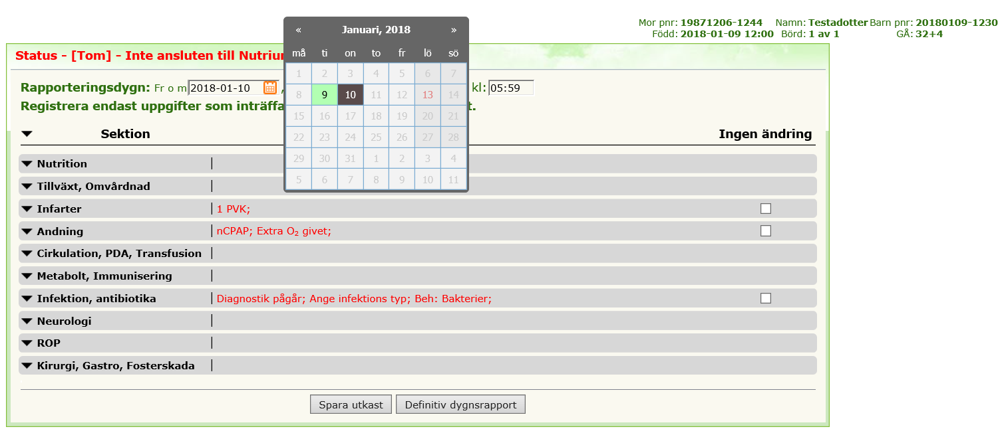 Mor pnr: 19871206-1244 Namn: Testadotter Barn pnr: 20180109-1230
Född: 2018-01-09 12:00 Börd: 1 av 1 GÅ: 32+4
« Januari, 2018 »
må ti on to fr lö sö
1 2 3 4 5 6 7
8 9 10 11 12 13 14
15 16 17 18 19 20 21
22 23 24 25 26 27 28
29 30 31 1 2 3 4
5 6 7 8 9 10 11
Status - [Tom] - Inte ansluten till
Rapporteringsdygn: Fr o m 2018-01-10 , kl: 05:59
Registrera endast uppgifter som t.
Sektion Ingen ändring
Nutrition
Tillväxt, Omvårdnad
Infarter 1 PVK;
Andning nCPAP; Extra O₂ givet;
Cirkulation, PDA, Transfusion
Metabolt, Immunisering
Infektion, antibiotika Diagnostik pågår; Ange infektions typ; Beh: Bakterier;
Neurologi
ROP
Kirurgi, Gastro, Fosterskada
Spara utkast Definitiv dygnsrapport